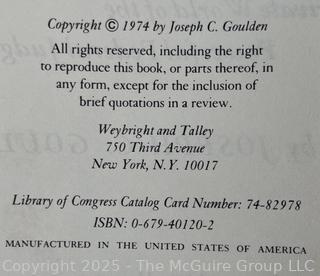 Copyright © 1974 by Joseph C. Goulden
All rights reserved, including the right
to reproduce this book, or parts thereof, in
any form, except for the inclusion of
brief quotations in a review.
Weybright and Talley
750 Third Avenue
New York, N.Y. 10017
Library of Congress Catalog Card Number: 74-82978
ISBN: 0-679-40120-2
MANUFACTURED IN THE UNITED STATES OF AMERICA
Copyright 2025 - The McGuire Group, LLC